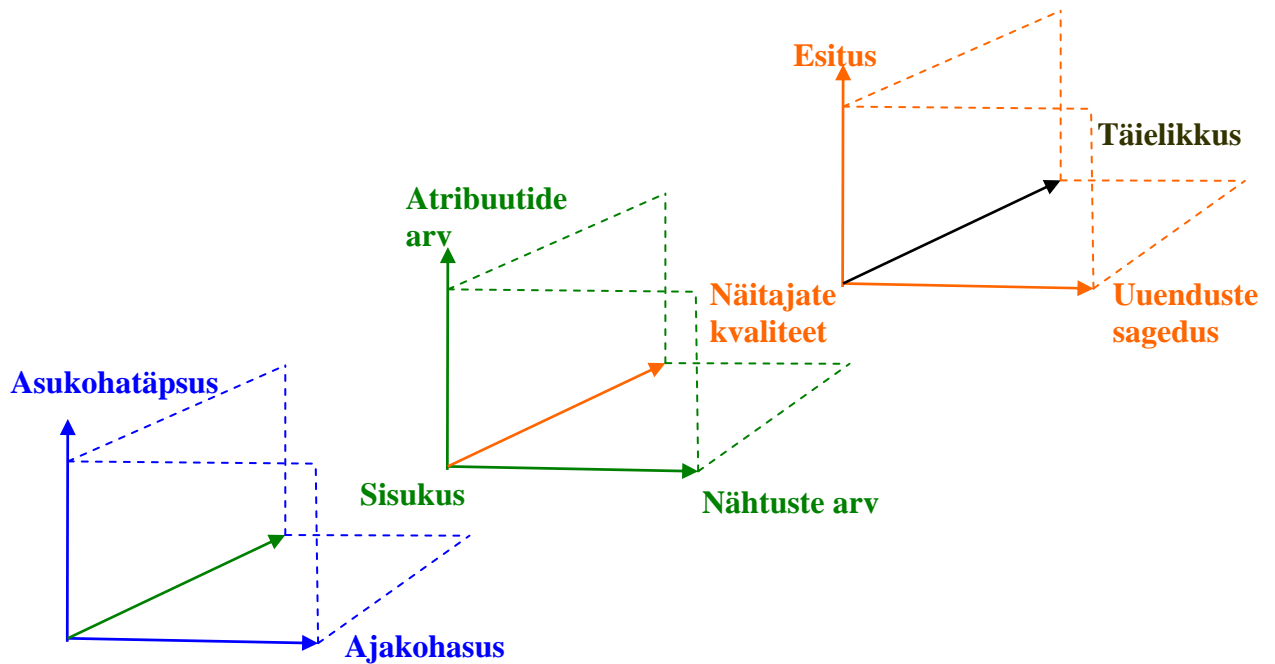 Esitus
Täielikkus
Atribuutide
arv
Näitajate
kvaliteet
Uuenduste
sagedus
Asukohatäpsus
Sisukus
Nähtuste arv
Ajakohasus